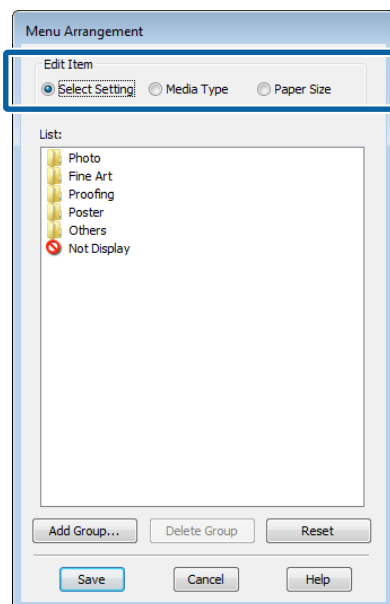 Menu Arrangement
Edit Item
Select Setting Media Type Paper Size
List:
Photo
Fine Art
Proofing
Poster
Others
Not Display
Add Group... Delete Group Reset
Save Cancel Help